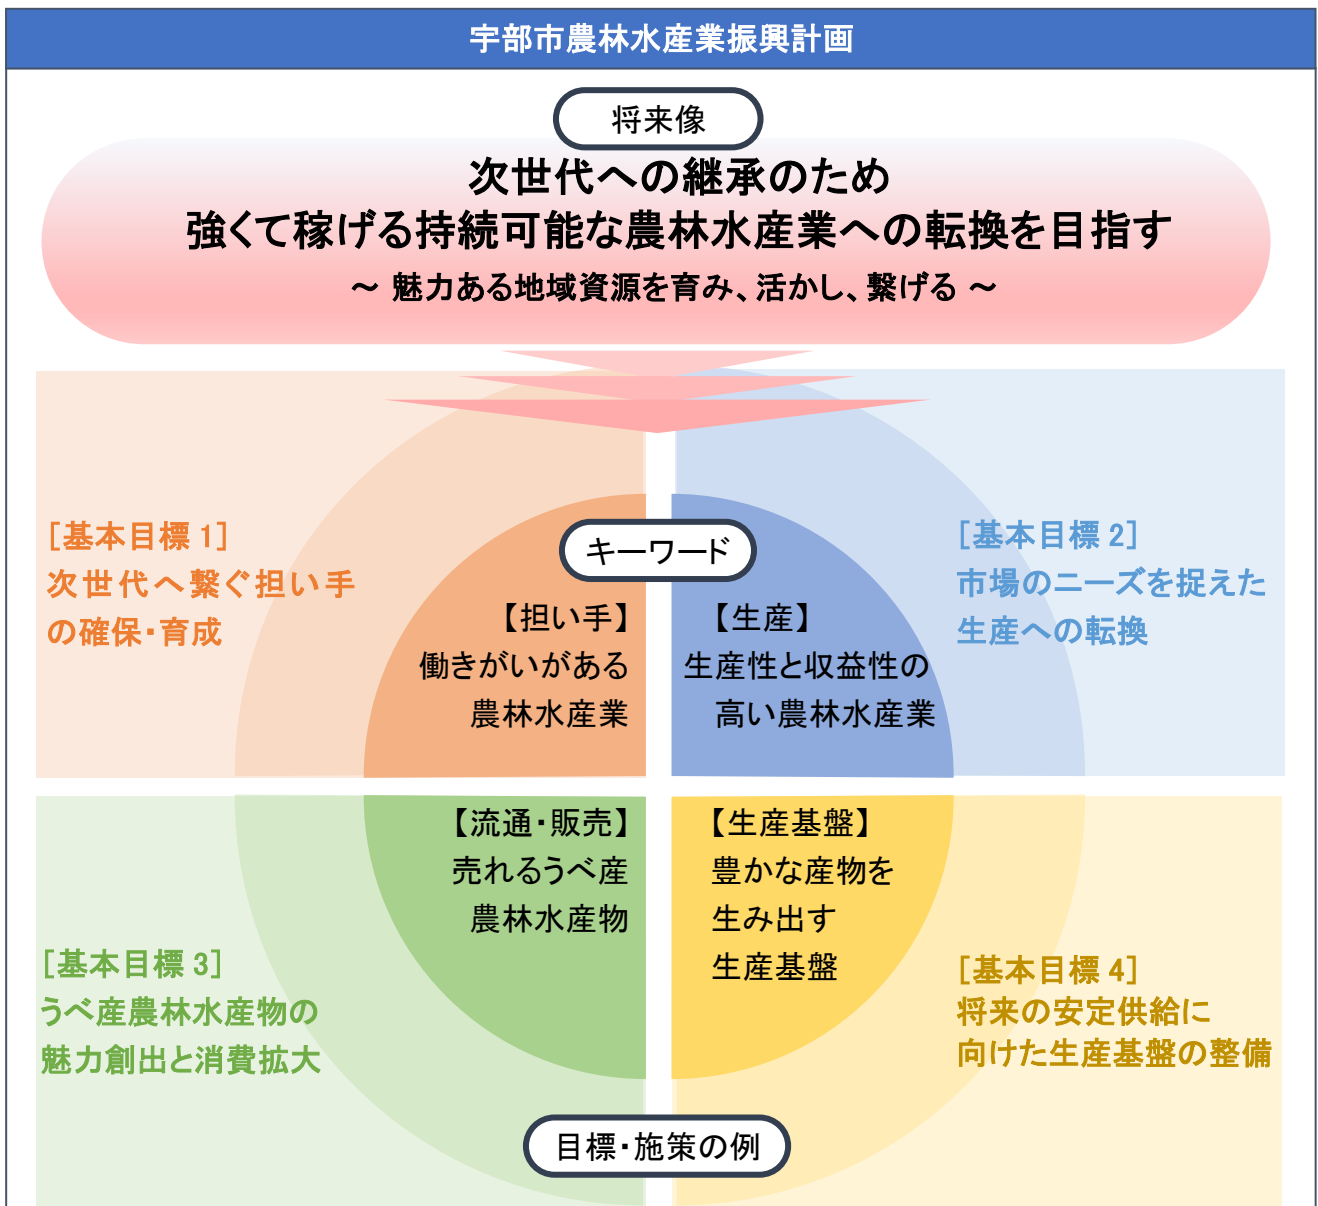 宇部市農林水産業振興計画
将来像
次世代への継承のため
強くて稼げる持続可能な農林水産業への転換を目指す
～ 魅力ある地域資源を育み、活かし、繋げる ～
[基本目標 1]
次世代へ繋ぐ担い手
の確保・育成
キーワード
【担い手】
働きがいがある
農林水産業
【生産】
生産性と収益性の
高い農林水産業
[基本目標 2]
市場のニーズを捉えた
生産への転換
[基本目標 3]
うべ産農林水産物の
魅力創出と消費拡大
【流通・販売】
売れるうべ産
農林水産物
【生産基盤】
豊かな産物を
生み出す
生産基盤
[基本目標 4]
将来の安定供給に
向けた生産基盤の整備
目標・施策の例